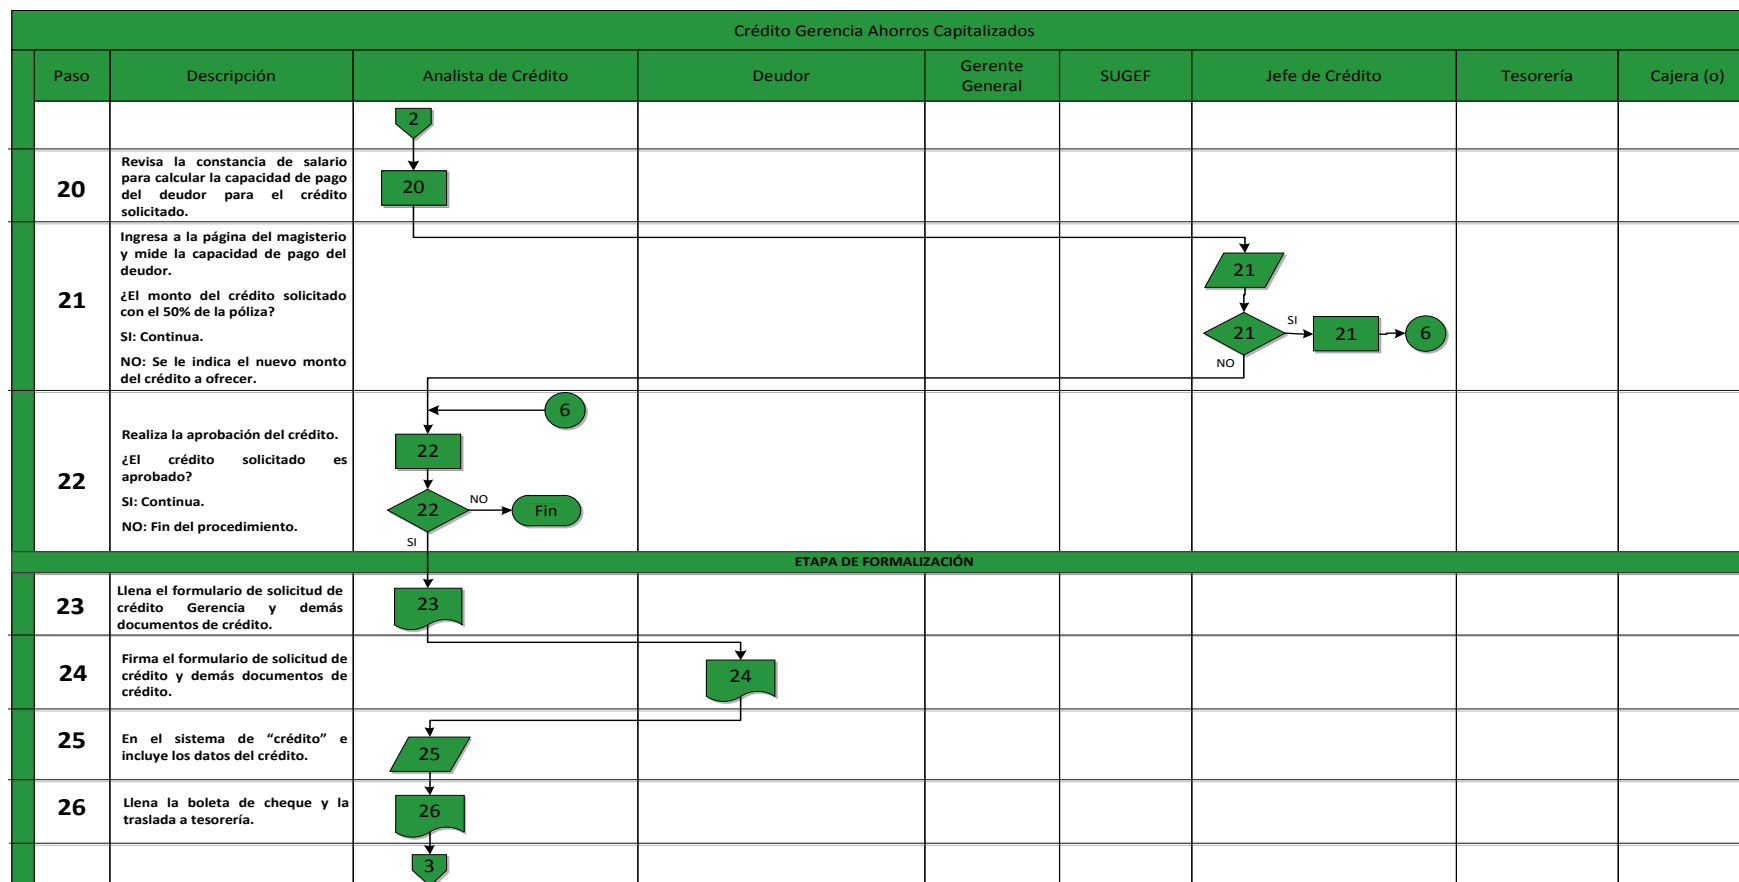 Crédito Gerencia Ahorros Capitalizados
Paso
Descripción
Analista de Crédito
Deudor
Gerente
General
SUGEF
Jefe de Crédito
Tesorería
Cajera (o)
2
20
Revisa la constancia de salario
para calcular la capacidad de pago
del deudor para el crédito
solicitado.
20
21
Ingresa a la página del magisterio
y mide la capacidad de pago del
deudor.
¿El monto del crédito solicitado
con el 50% de la póliza?
SI: Continua.
NO: Se le indica el nuevo monto
del crédito a ofrecer.
21
21
SI
21
6
NO
22
Realiza la aprobación del crédito.
¿El crédito solicitado es
aprobado?
SI: Continua.
NO: Fin del procedimiento.
6
22
22
NO
Fin
SI
ETAPA DE FORMALIZACIÓN
23
Llena el formulario de solicitud de
crédito Gerencia y demás
documentos de crédito.
23
24
Firma el formulario de solicitud de
crédito y demás documentos de
crédito.
24
25
En el sistema de “crédito” e
incluye los datos del crédito.
25
26
Llena la boleta de cheque y la
traslada a tesorería.
26
3